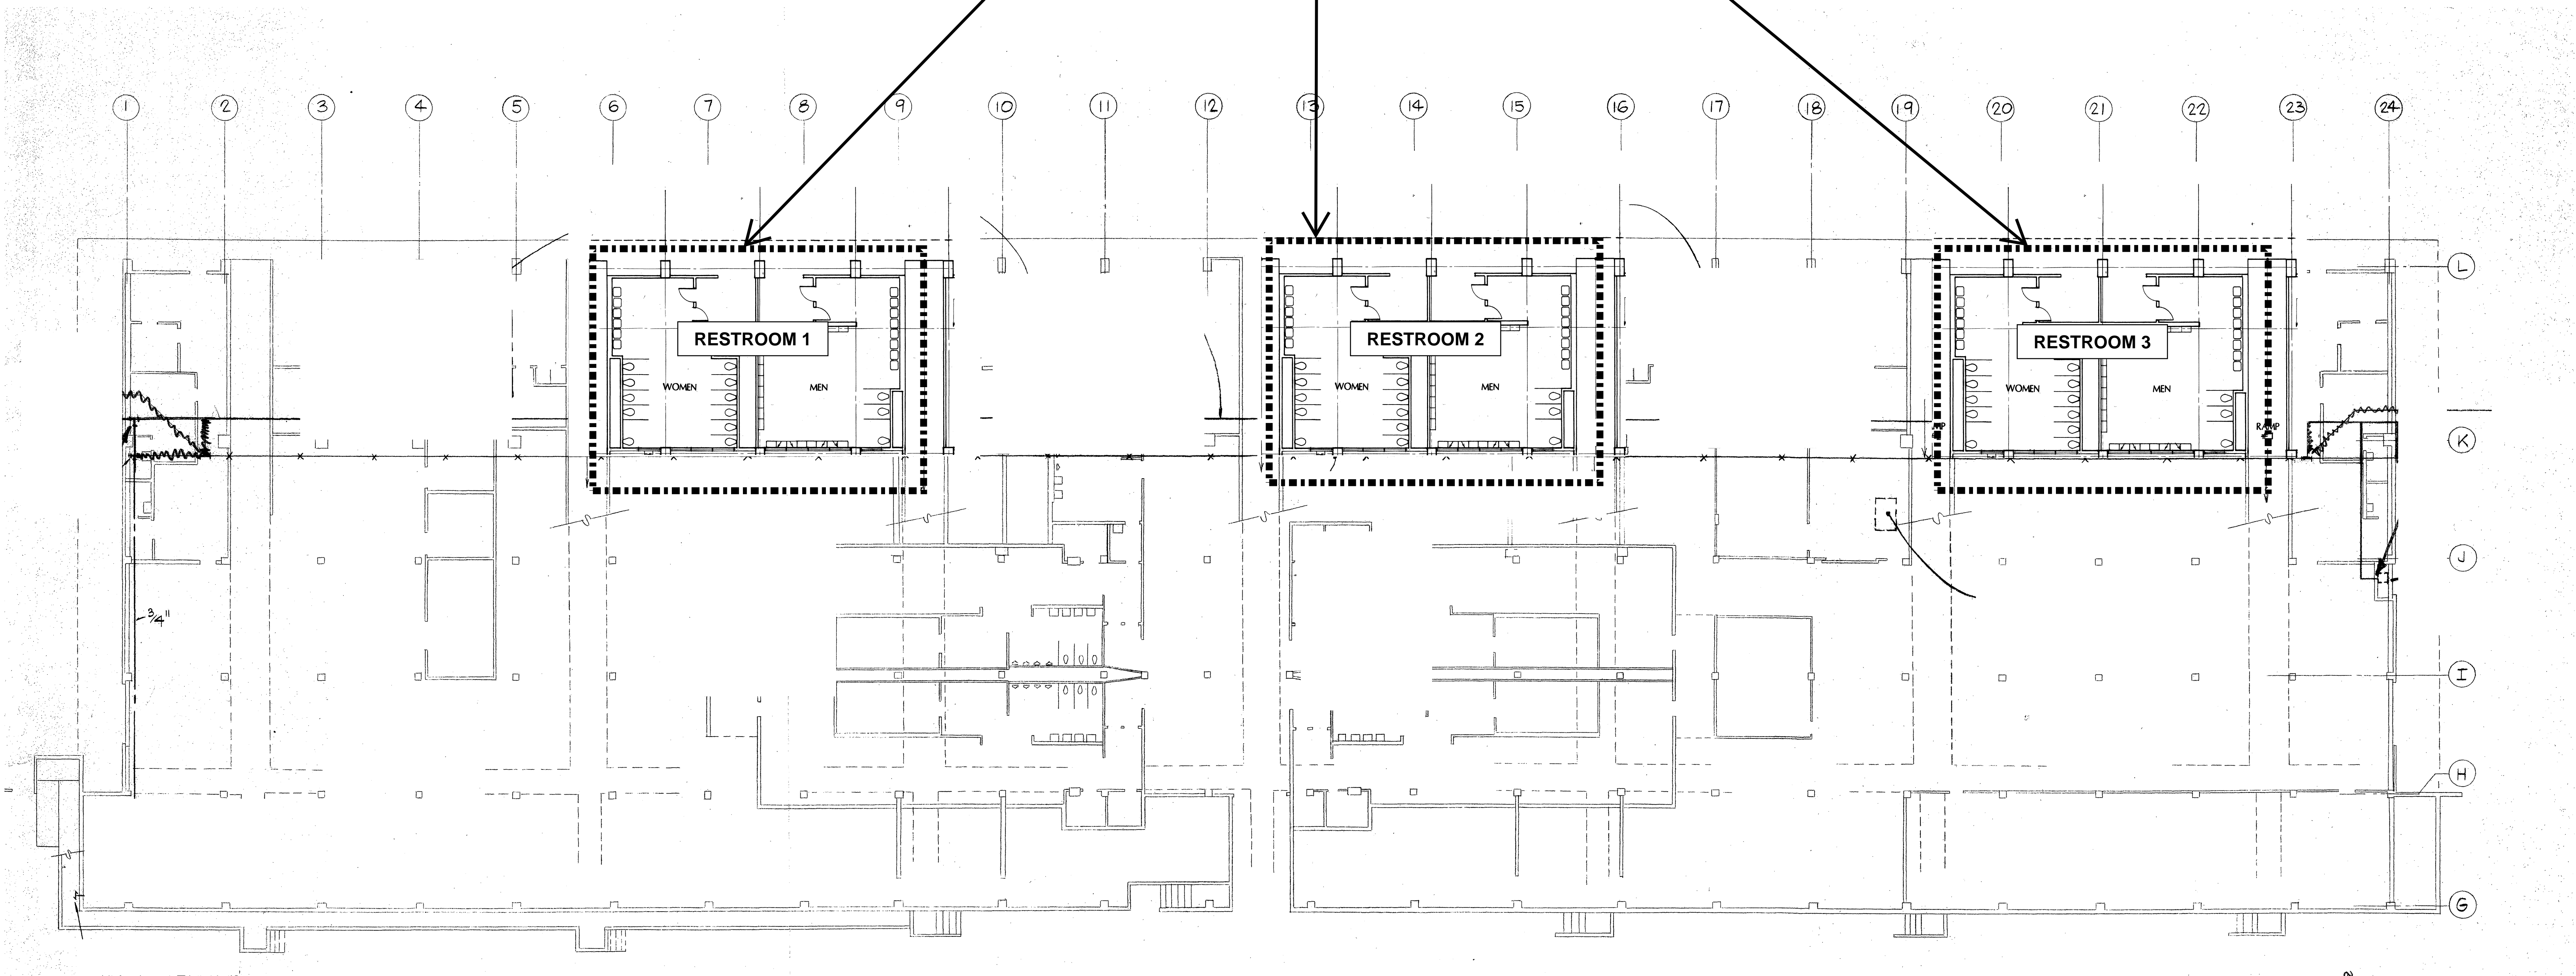 1 2 3 4 5 6 7 8 9 10 11 12 13 14 15 16 17 18 19 20 21 22 23 24
L
RESTROOM 1 RESTROOM 2 RESTROOM 3
WOMEN MEN WOMEN MEN WOMEN MEN
RAMP
K
J
3/4"
I
H
G